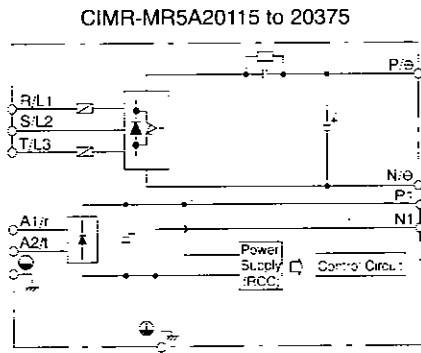 CIMR-MR5A20115 to 20375
P/⊖
R/L1
S/L2
T/L3
N/⊖
P1
A1/r
N1
A2/t
Power
Supply
(RCC)
Control Circuit